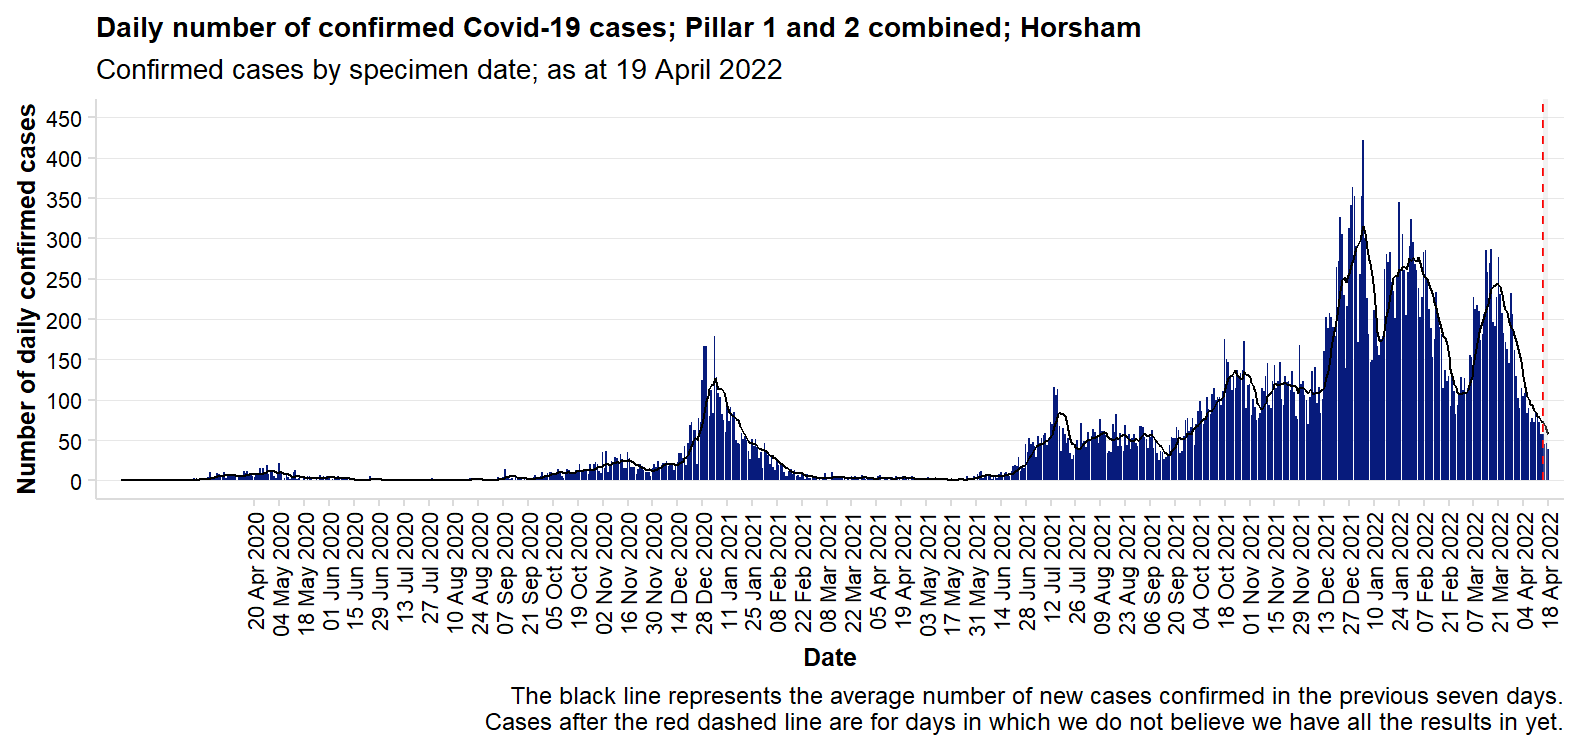 Daily number of confirmed Covid-19 cases; Pillar 1 and 2 combined; Horsham
Confirmed cases by specimen date; as at 19 April 2022
Number of daily confirmed cases
450
400
350
300
250
200
150
100
50
0
20 Apr 2020
04 May 2020
18 May 2020
01 Jun 2020
15 Jun 2020
29 Jun 2020
13 Jul 2020
27 Jul 2020
10 Aug 2020
24 Aug 2020
07 Sep 2020
21 Sep 2020
05 Oct 2020
19 Oct 2020
02 Nov 2020
16 Nov 2020
30 Nov 2020
14 Dec 2020
28 Dec 2020
11 Jan 2021
25 Jan 2021
08 Feb 2021
22 Feb 2021
08 Mar 2021
22 Mar 2021
05 Apr 2021
19 Apr 2021
03 May 2021
17 May 2021
31 May 2021
14 Jun 2021
28 Jun 2021
12 Jul 2021
26 Jul 2021
09 Aug 2021
23 Aug 2021
06 Sep 2021
20 Sep 2021
04 Oct 2021
18 Oct 2021
01 Nov 2021
15 Nov 2021
29 Nov 2021
13 Dec 2021
27 Dec 2021
10 Jan 2022
24 Jan 2022
07 Feb 2022
21 Feb 2022
07 Mar 2022
21 Mar 2022
04 Apr 2022
18 Apr 2022
Date
The black line represents the average number of new cases confirmed in the previous seven days.
Cases after the red dashed line are for days in which we do not believe we have all the results in yet.